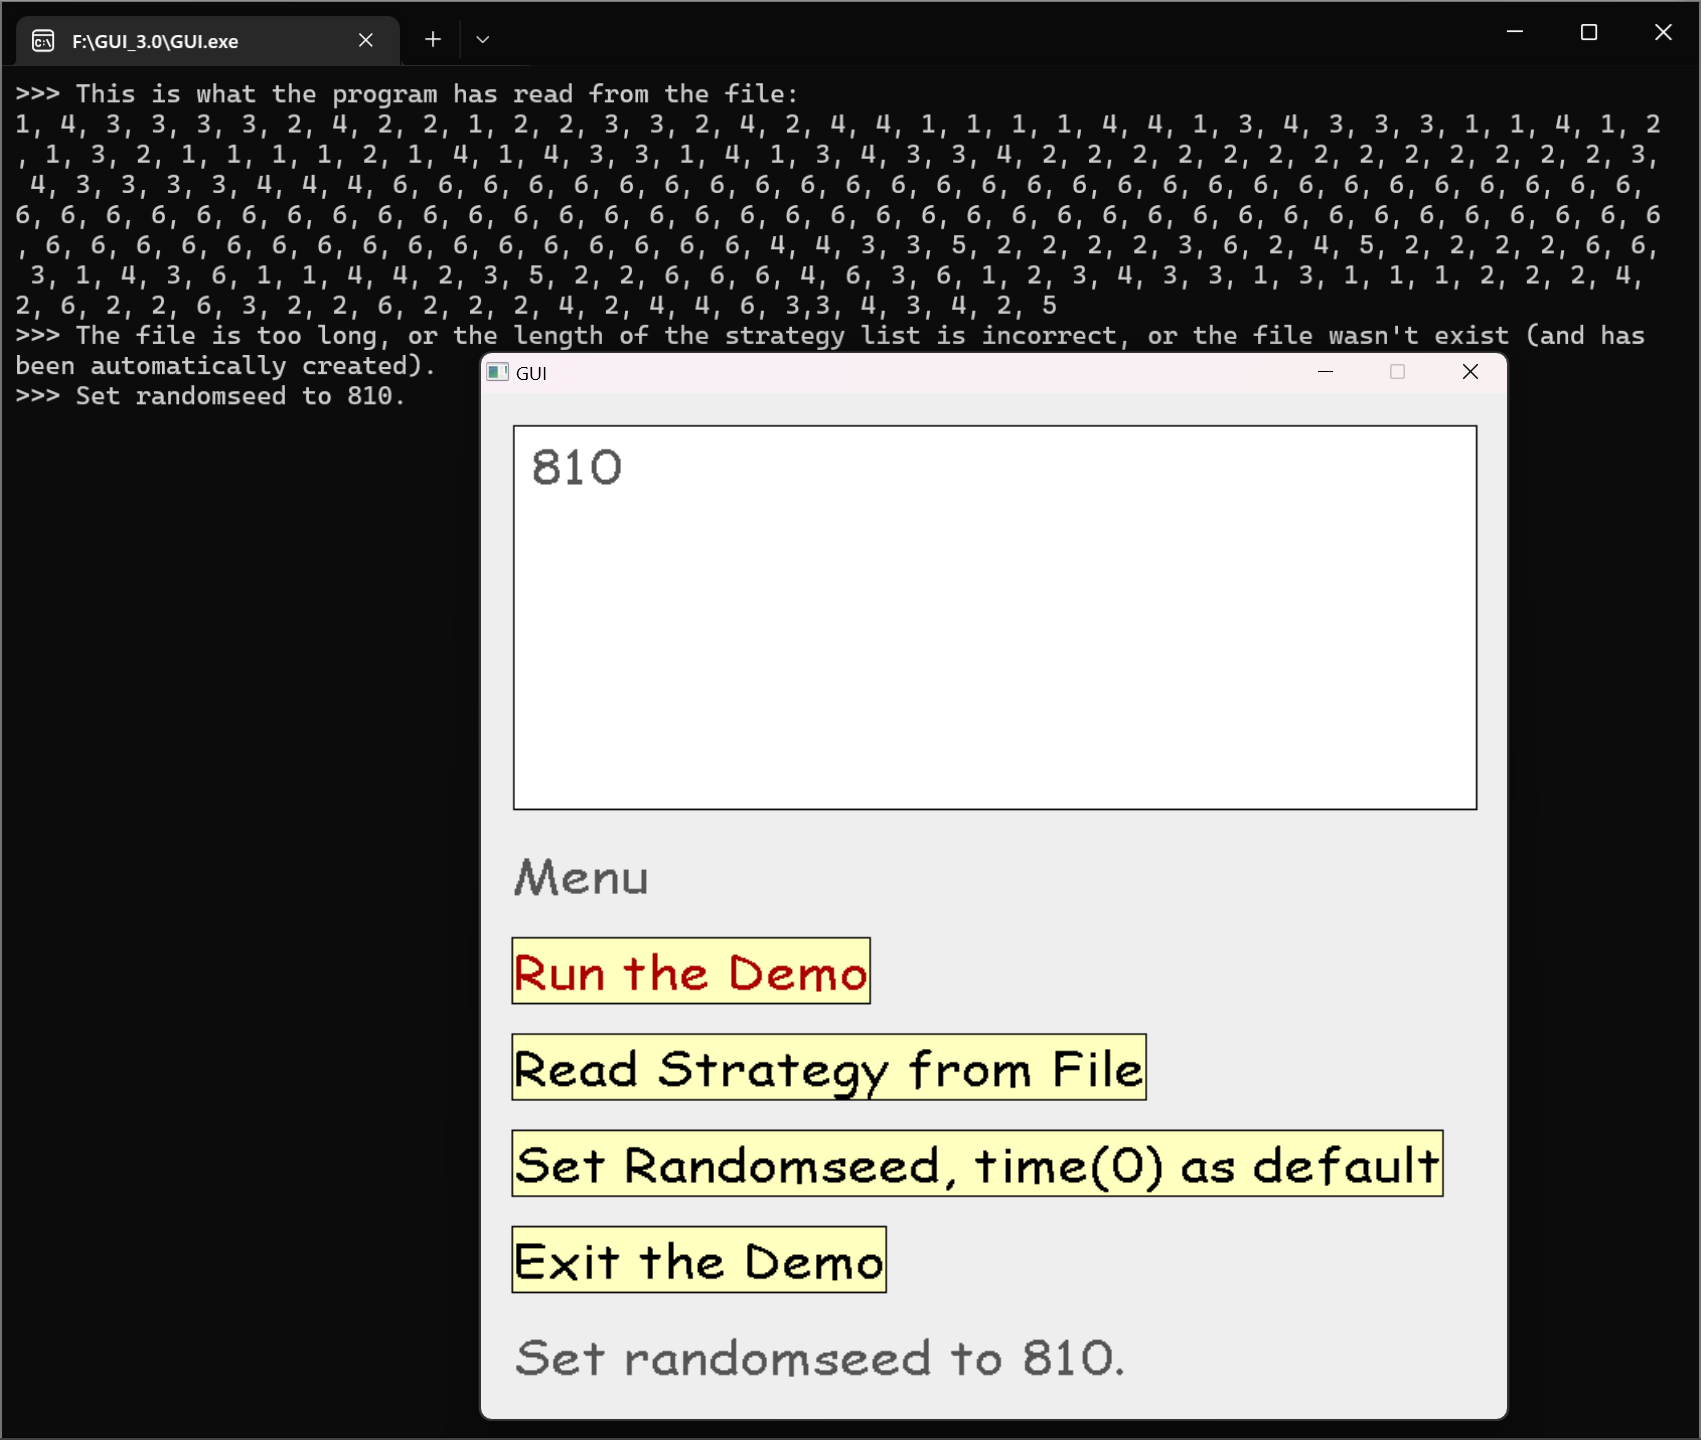 F:\GUI_3.0\GUI.exe
>>> This is what the program has read from the file:
1, 4, 3, 3, 3, 3, 2, 4, 2, 2, 1, 2, 2, 3, 3, 2, 4, 2, 4, 4, 1, 1, 1, 1, 4, 4, 1, 3, 4, 3, 3, 3, 1, 1, 4, 1, 2
, 1, 3, 2, 1, 1, 1, 1, 2, 1, 4, 1, 4, 3, 3, 1, 4, 1, 3, 4, 3, 3, 4, 2, 2, 2, 2, 2, 2, 2, 2, 2, 2, 2, 2, 2, 3,
4, 3, 3, 3, 3, 4, 4, 4, 6, 6, 6, 6, 6, 6, 6, 6, 6, 6, 6, 6, 6, 6, 6, 6, 6, 6, 6, 6, 6, 6, 6, 6, 6, 6, 6, 6,
6, 6, 6, 6, 6, 6, 6, 6, 6, 6, 6, 6, 6, 6, 6, 6, 6, 6, 6, 6, 6, 6, 6, 6, 6, 6, 6, 6, 6, 6, 6, 6, 6, 6, 6, 6, 6
, 6, 6, 6, 6, 6, 6, 6, 6, 6, 6, 6, 6, 6, 6, 6, 6, 4, 4, 3, 3, 5, 2, 2, 2, 2, 3, 6, 2, 4, 5, 2, 2, 2, 2, 6, 6,
3, 1, 4, 3, 6, 1, 1, 4, 4, 2, 3, 5, 2, 2, 6, 6, 6, 4, 6, 3, 6, 1, 2, 3, 4, 3, 3, 1, 3, 1, 1, 1, 2, 2, 2, 4,
2, 6, 2, 2, 6, 3, 2, 2, 6, 2, 2, 2, 4, 2, 4, 4, 6, 3,3, 4, 3, 4, 2, 5
>>> The file is too long, or the length of the strategy list is incorrect, or the file wasn't exist (and has
been automatically created).
>>> Set randomseed to 810.
GUI
810
Menu
Run the Demo
Read Strategy from File
Set Randomseed, time(0) as default
Exit the Demo
Set randomseed to 810.